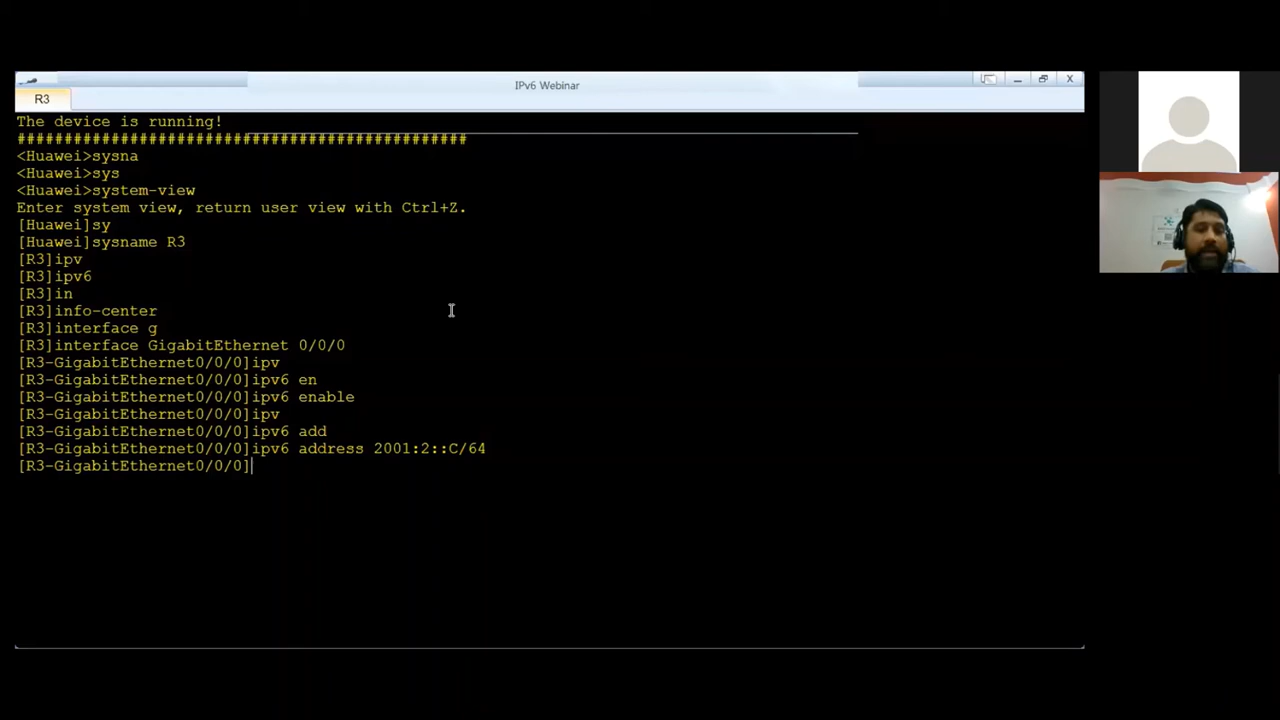 IPv6 Webinar
R3
The device is running!
################################################
<Huawei>sysna
<Huawei>sys
<Huawei>system-view
Enter system view, return user view with Ctrl+Z.
[Huawei]sy
[Huawei]sysname R3
[R3]ipv
[R3]ipv6
[R3]in
[R3]info-center
[R3]interface g
[R3]interface GigabitEthernet 0/0/0
[R3-GigabitEthernet0/0/0]ipv
[R3-GigabitEthernet0/0/0]ipv6 en
[R3-GigabitEthernet0/0/0]ipv6 enable
[R3-GigabitEthernet0/0/0]ipv
[R3-GigabitEthernet0/0/0]ipv6 add
[R3-GigabitEthernet0/0/0]ipv6 address 2001:2::C/64
[R3-GigabitEthernet0/0/0]